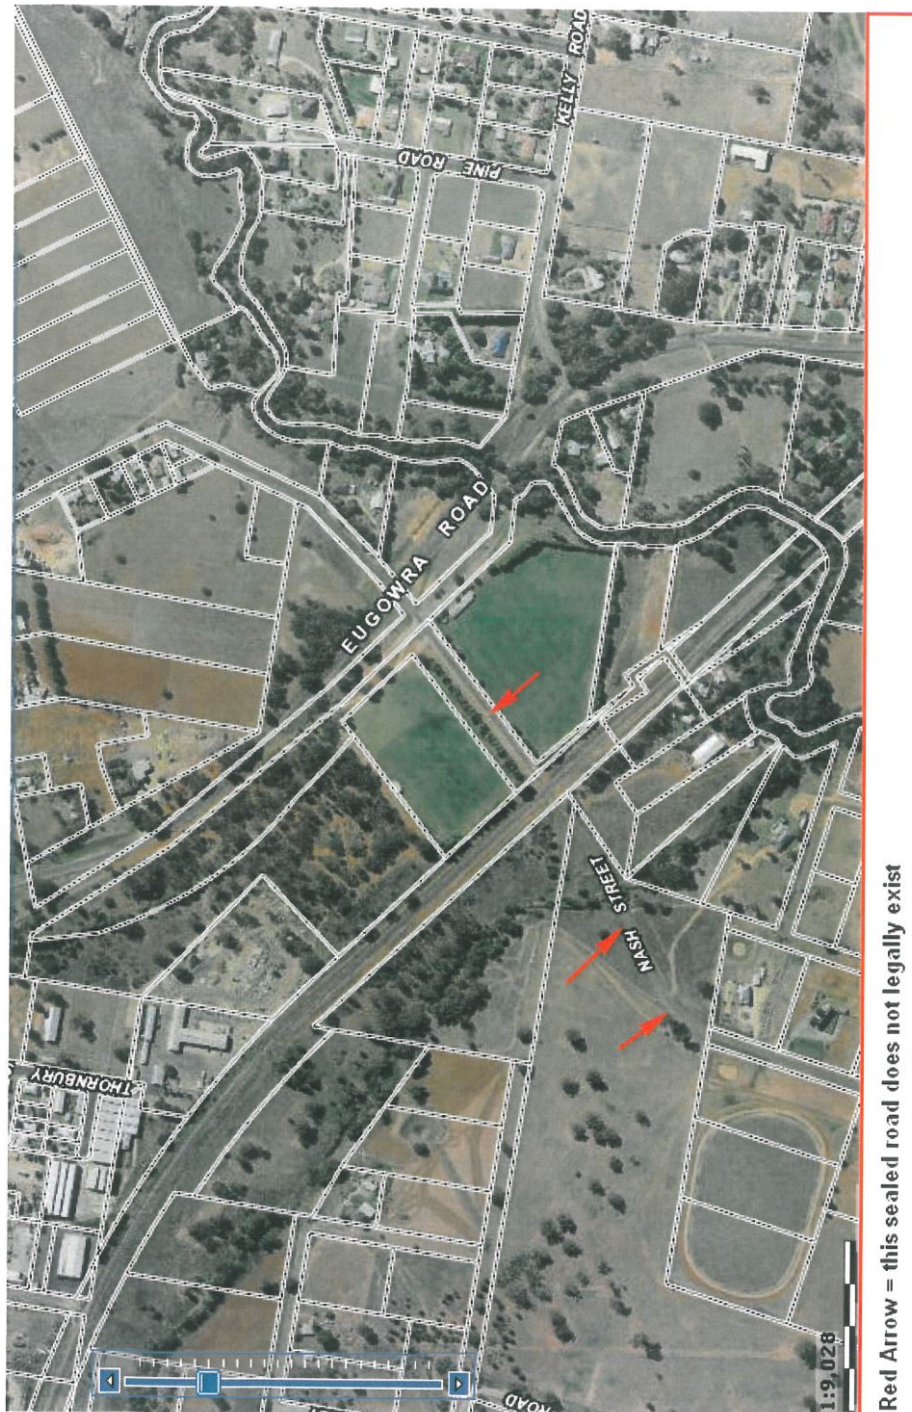 KELLY ROAD
PINE ROAD
EUGOWRA ROAD
NASH STREET
THORNBURY
ROAD
1:9,028
Red Arrow = this sealed road does not legally exist